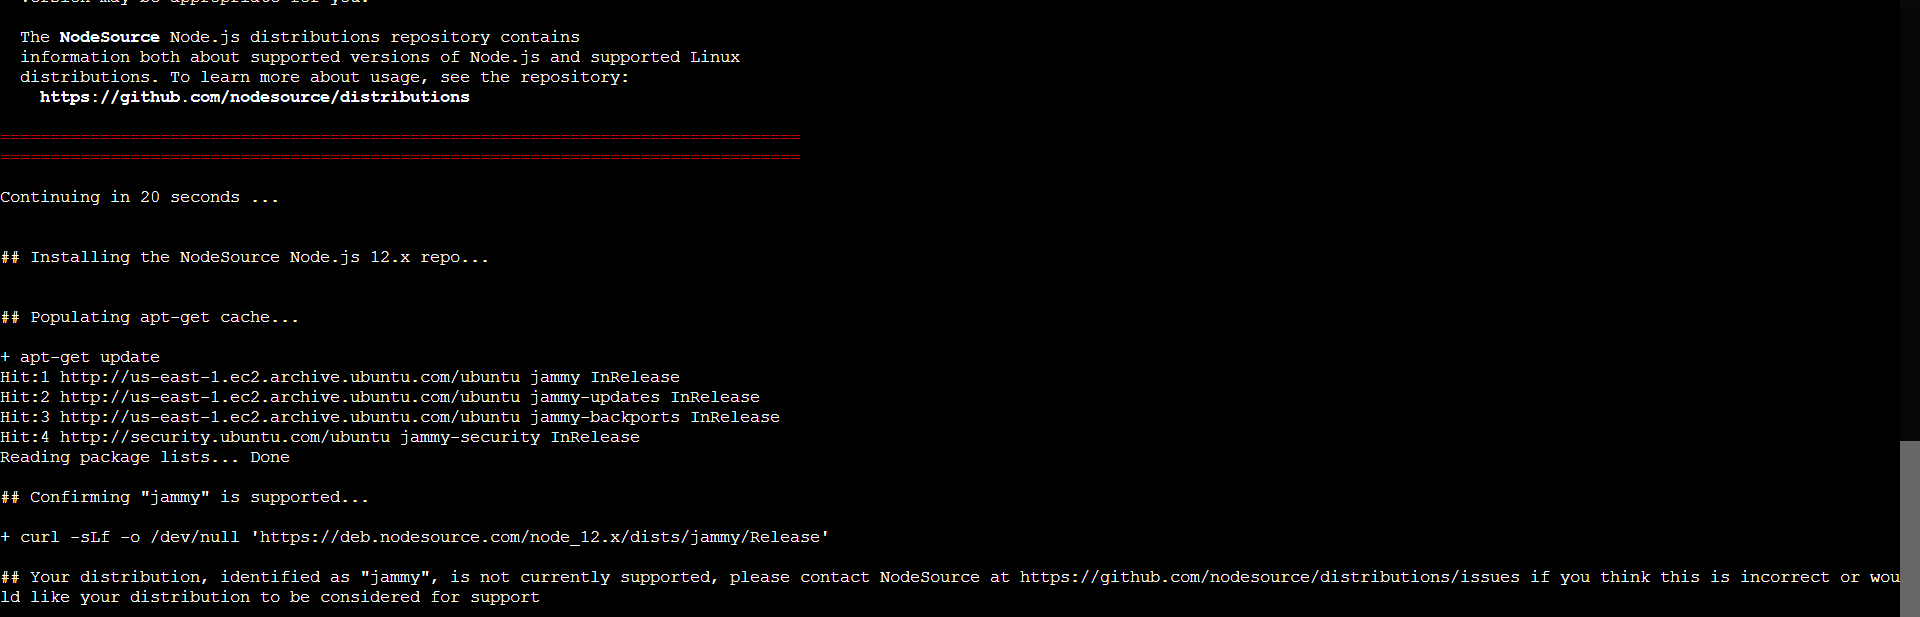 version may be appropriate for you.
The NodeSource Node.js distributions repository contains
information both about supported versions of Node.js and supported Linux
distributions. To learn more about usage, see the repository:
https://github.com/nodesource/distributions
================================================================================
================================================================================
Continuing in 20 seconds ...
## Installing the NodeSource Node.js 12.x repo...
## Populating apt-get cache...
+ apt-get update
Hit:1 http://us-east-1.ec2.archive.ubuntu.com/ubuntu jammy InRelease
Hit:2 http://us-east-1.ec2.archive.ubuntu.com/ubuntu jammy-updates InRelease
Hit:3 http://us-east-1.ec2.archive.ubuntu.com/ubuntu jammy-backports InRelease
Hit:4 http://security.ubuntu.com/ubuntu jammy-security InRelease
Reading package lists... Done
## Confirming "jammy" is supported...
+ curl -sLf -o /dev/null 'https://deb.nodesource.com/node_12.x/dists/jammy/Release'
## Your distribution, identified as "jammy", is not currently supported, please contact NodeSource at https://github.com/nodesource/distributions/issues if you think this is incorrect or wou
ld like your distribution to be considered for support